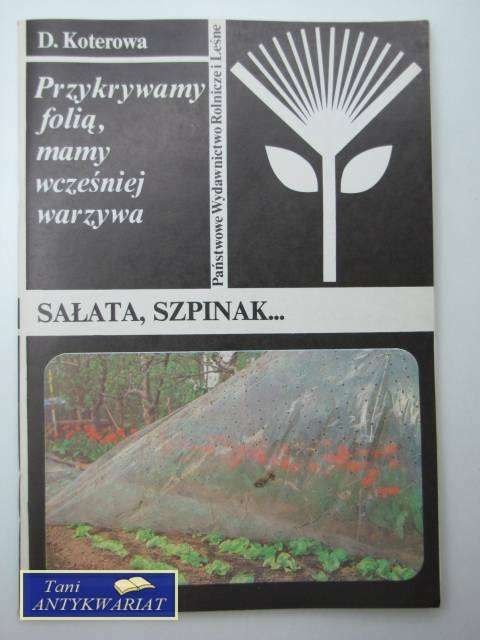 D. Koterowa
Przykrywamy
folią,
mamy
wcześniej
warzywa
Państwowe Wydawnictwo Rolnicze i Leśne
SAŁATA, SZPINAK...
Tani
ANTYKWARIAT